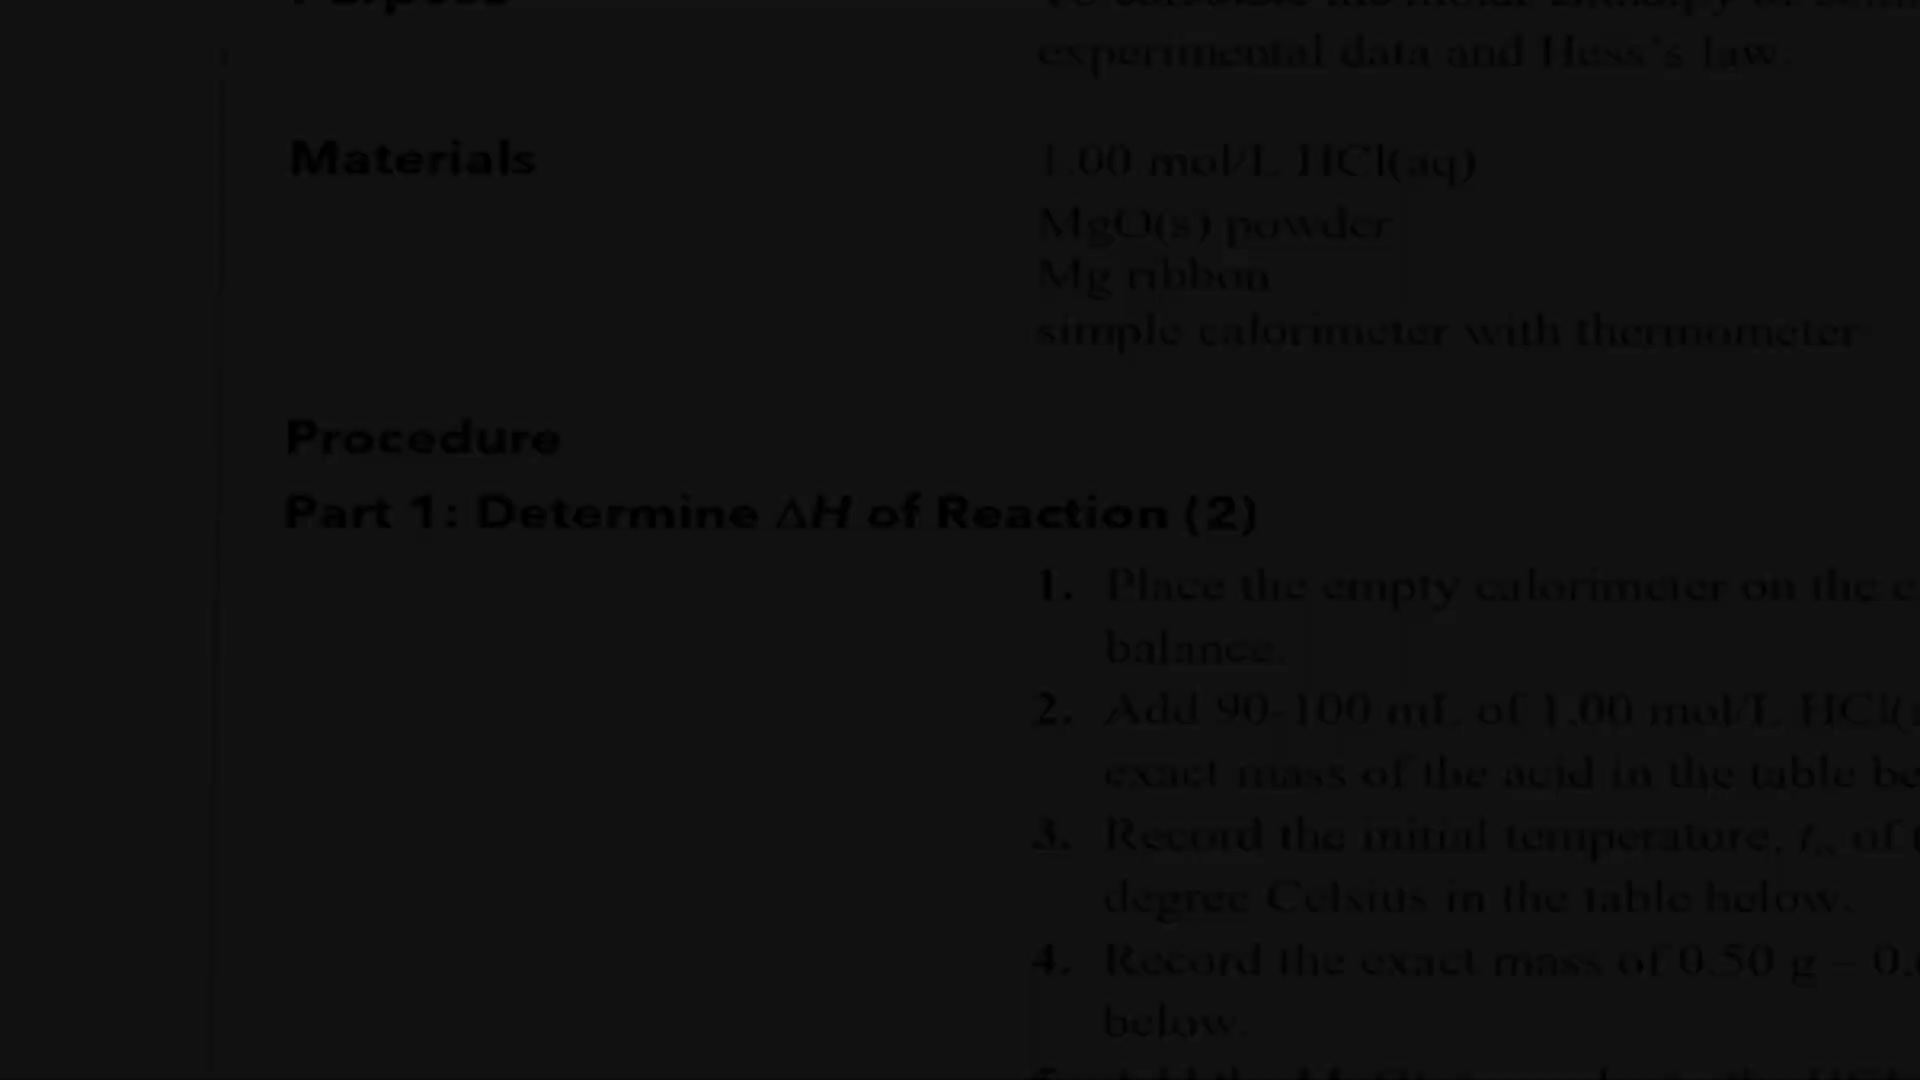 Purpose
experimental data and Hess's law.
Materials
1.00 mol/L HCl(aq)
MgO(s) powder
Mg ribbon
simple calorimeter with thermometer
Procedure
Part 1: Determine ΔH of Reaction (2)
1. Place the empty calorimeter on the
balance.
2. Add 90-100 mL of 1.00 mol/L HCl(
exact mass of the acid in the table
3. Record the initial temperature, of
degree Celsius in the table below.
4. Record the exact mass of 0.50 g –
below.